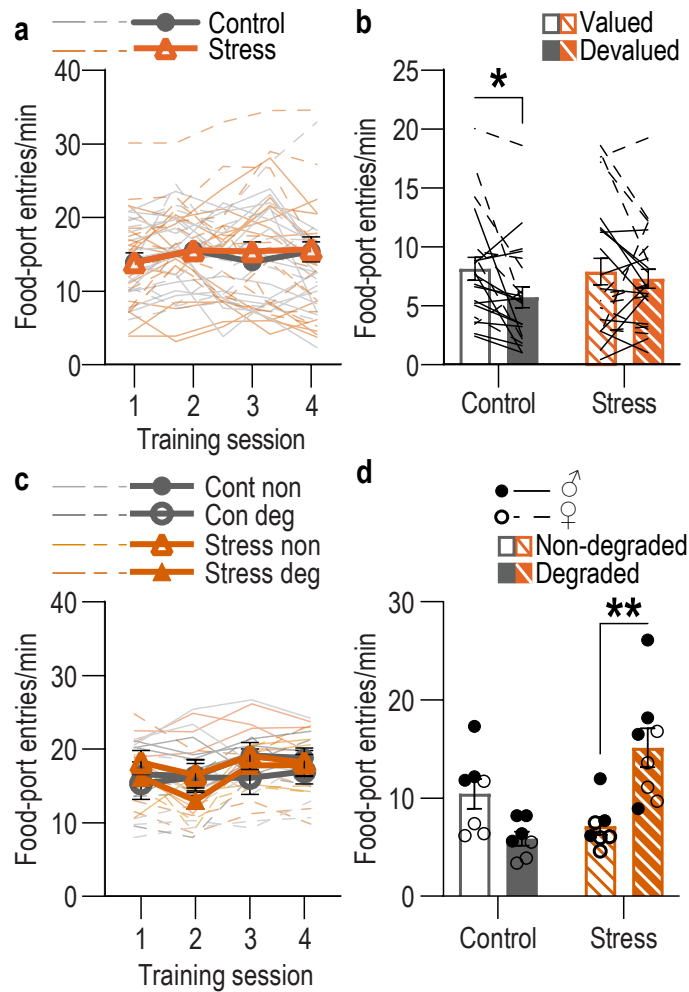 a
Control
Stress
Food-port entries/min
40
30
20
10
0
1 2 3 4
Training session
b
Valued
Devalued
Food-port entries/min
25
20
15
10
5
0
*
Control Stress
c
Cont non
Con deg
Stress non
Stress deg
Food-port entries/min
40
30
20
10
0
1 2 3 4
Training session
d
♂
♀
Non-degraded
Degraded
Food-port entries/min
30
20
10
0
**
Control Stress